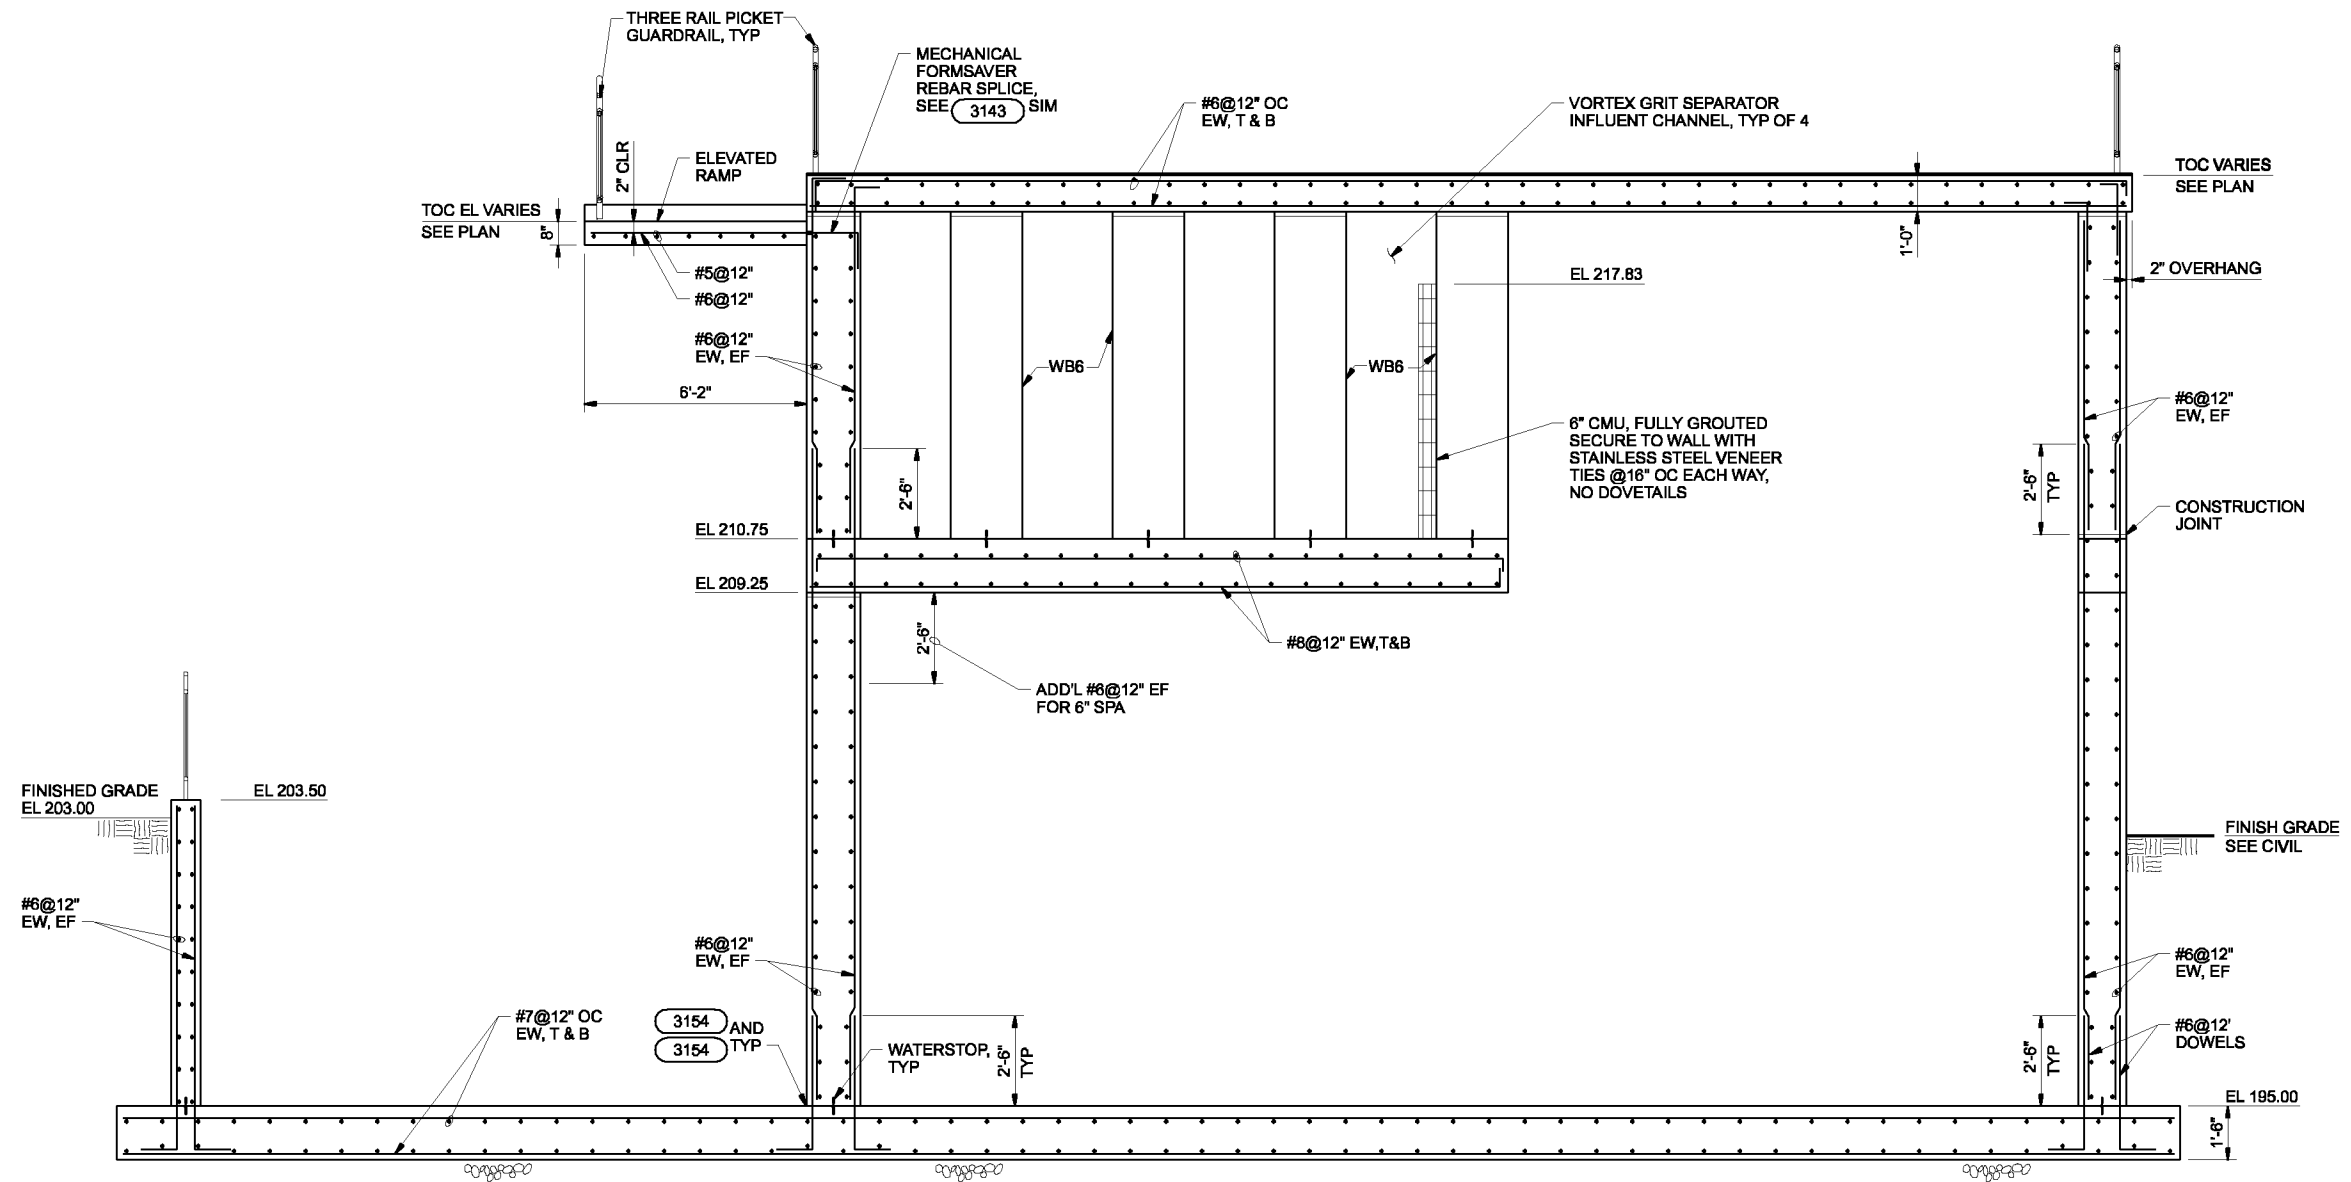 THREE RAIL PICKET
GUARDRAIL, TYP
MECHANICAL
FORMSAVER
REBAR SPLICE,
SEE 3143 SIM
#6@12" OC
EW, T & B
VORTEX GRIT SEPARATOR
INFLUENT CHANNEL, TYP OF 4
2" CLR
ELEVATED
RAMP
TOC VARIES
SEE PLAN
TOC EL VARIES
SEE PLAN
8"
1'-0"
#5@12"
#6@12"
EL 217.83
2" OVERHANG
#6@12"
EW, EF
WB6
WB6
6'-2"
#6@12"
EW, EF
6" CMU, FULLY GROUTED
SECURE TO WALL WITH
STAINLESS STEEL VENEER
TIES @16" OC EACH WAY,
NO DOVETAILS
2'-6"
2'-6"
TYP
CONSTRUCTION
JOINT
EL 210.75
EL 209.25
2'-6"
#8@12" EW,T&B
ADD'L #6@12" EF
FOR 6" SPA
FINISHED GRADE
EL 203.00
EL 203.50
FINISH GRADE
SEE CIVIL
#6@12"
EW, EF
#6@12"
EW, EF
#6@12"
EW, EF
#7@12" OC
EW, T & B
3154 AND
3154 TYP
WATERSTOP,
TYP
2'-6"
TYP
2'-6"
TYP
#6@12'
DOWELS
EL 195.00
1'-6"